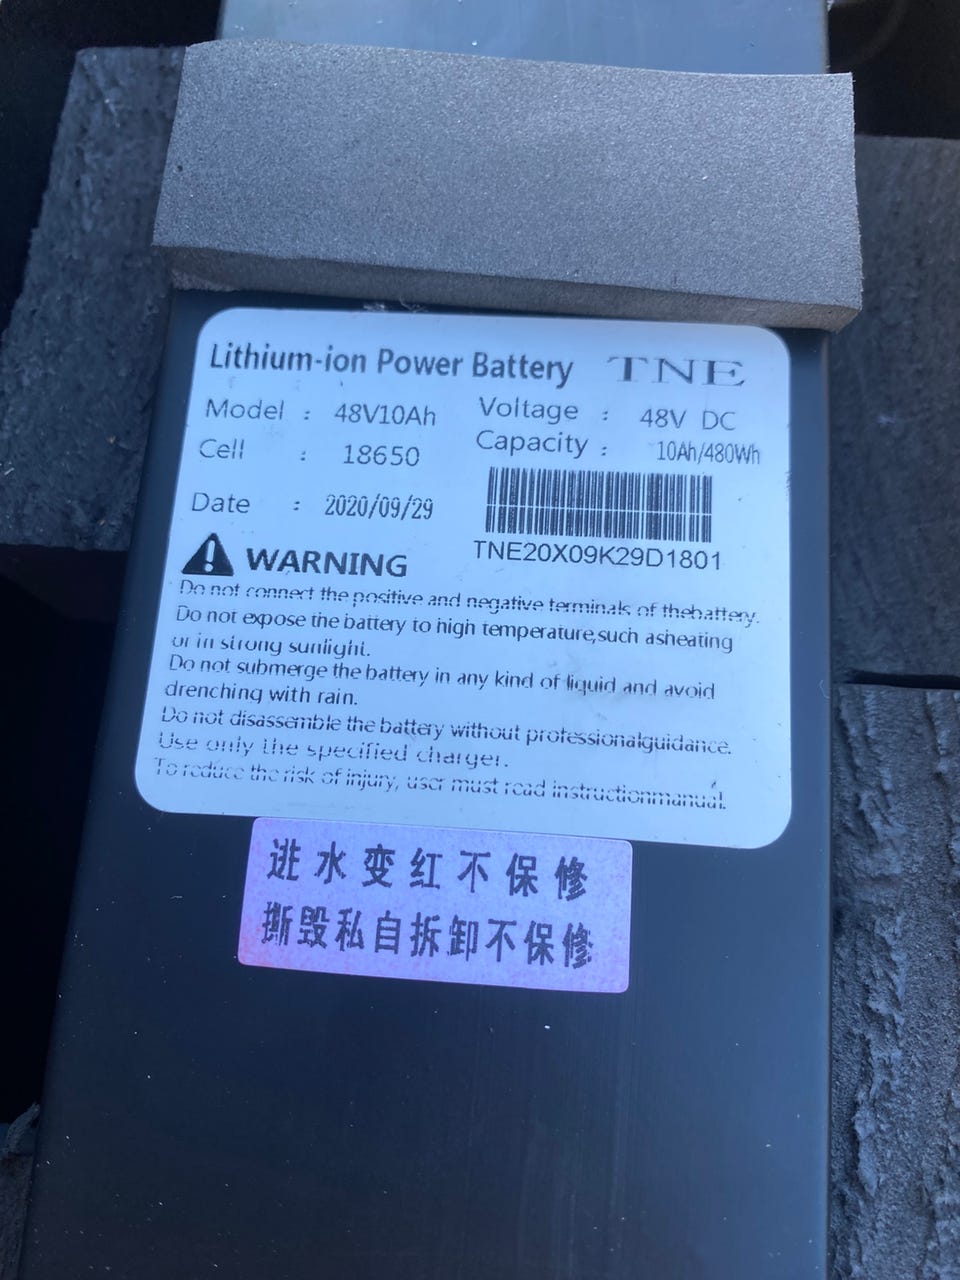 Lithium-ion Power Battery TNE
Model : 48V10Ah Voltage : 48V DC
Cell : 18650 Capacity : 10Ah/480Wh
Date : 2020/09/29
TNE20X09K29D1801
WARNING
Do not connect the positive and negative terminals of thebattery.
Do not expose the battery to high temperature,such asheating
or in strong sunlight.
Do not submerge the battery in any kind of liquid and avoid
drenching with rain.
Do not disassemble the battery without professionalguidance.
Use only the specified charger.
To reduce the risk of injury, user must read instructionmanual.
进水变红不保修
撕毁私自拆卸不保修